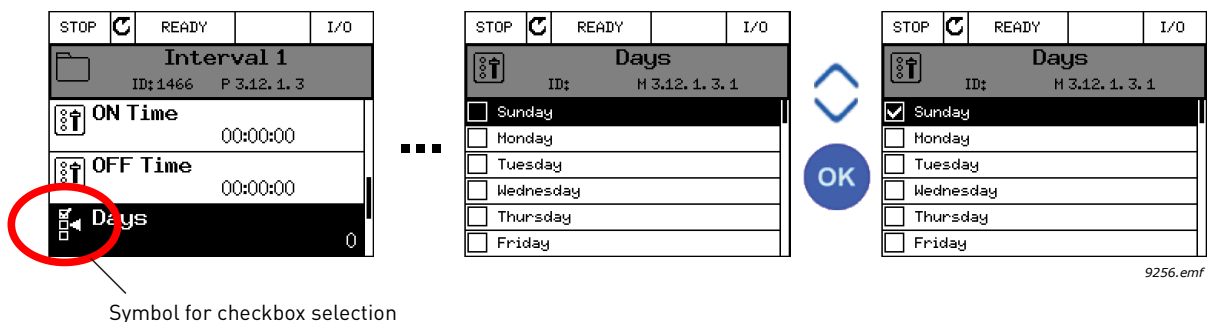 STOP READY I/O
Interval 1
ID:1466 P 3.12.1.3
ON Time
00:00:00
OFF Time
00:00:00
Days
0
Symbol for checkbox selection
STOP READY I/O
Days
ID: M 3.12.1.3.1
Sunday
Monday
Tuesday
Wednesday
Thursday
Friday
OK
STOP READY I/O
Days
ID: M 3.12.1.3.1
Sunday
Monday
Tuesday
Wednesday
Thursday
Friday
9256.emf